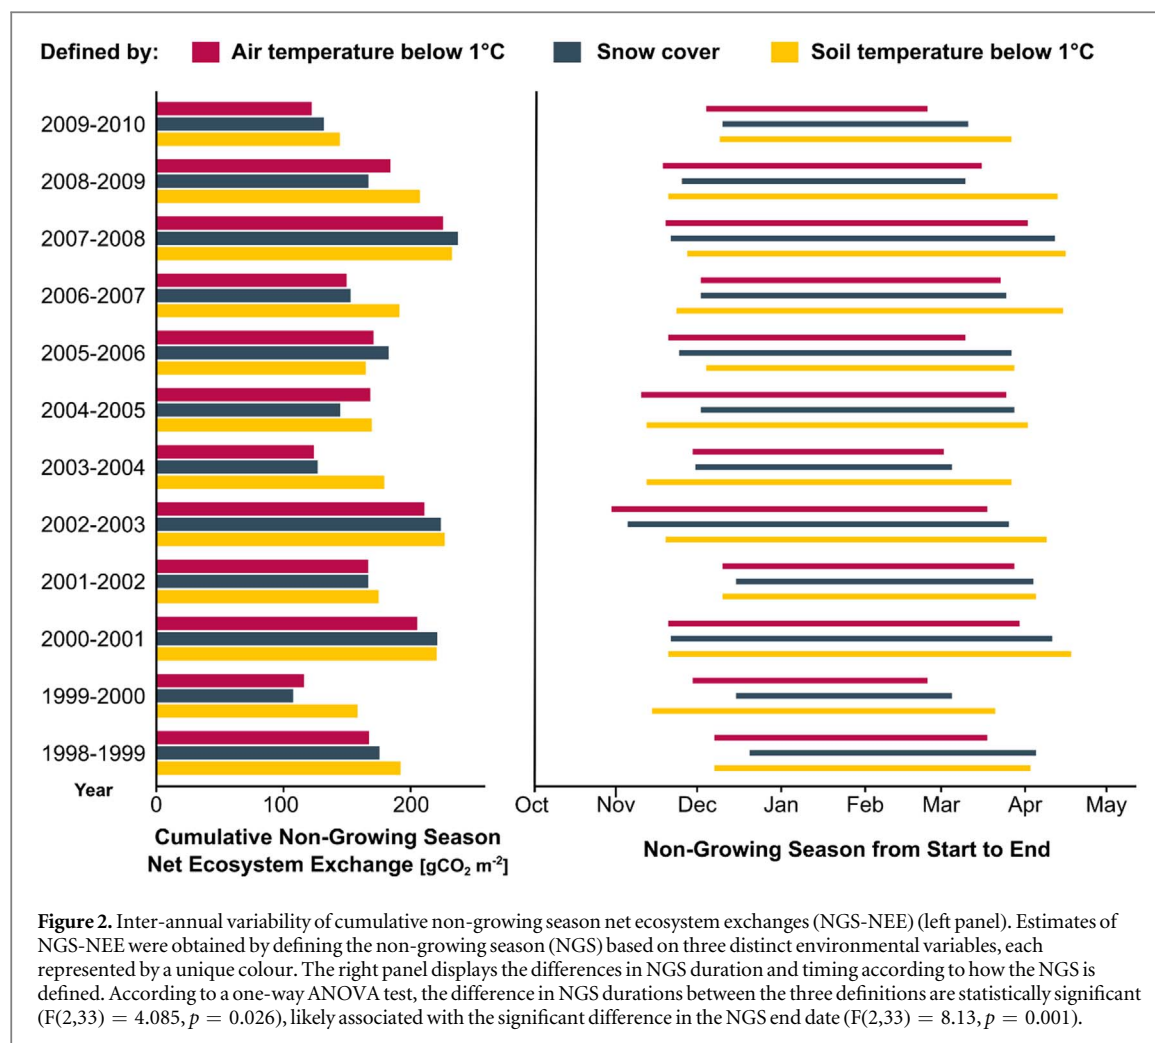 Defined by: Air temperature below 1°C Snow cover Soil temperature below 1°C
2009-2010
2008-2009
2007-2008
2006-2007
2005-2006
2004-2005
2003-2004
2002-2003
2001-2002
2000-2001
1999-2000
1998-1999
Year
0 100 200
Oct Nov Dec Jan Feb Mar Apr May
Cumulative Non-Growing Season
Net Ecosystem Exchange [gCO₂ m⁻²]
Non-Growing Season from Start to End
Figure 2. Inter-annual variability of cumulative non-growing season net ecosystem exchanges (NGS-NEE) (left panel). Estimates of
NGS-NEE were obtained by defining the non-growing season (NGS) based on three distinct environmental variables, each
represented by a unique colour. The right panel displays the differences in NGS duration and timing according to how the NGS is
defined. According to a one-way ANOVA test, the difference in NGS durations between the three definitions are statistically significant
(F(2,33) = 4.085, p = 0.026), likely associated with the significant difference in the NGS end date (F(2,33) = 8.13, p = 0.001).